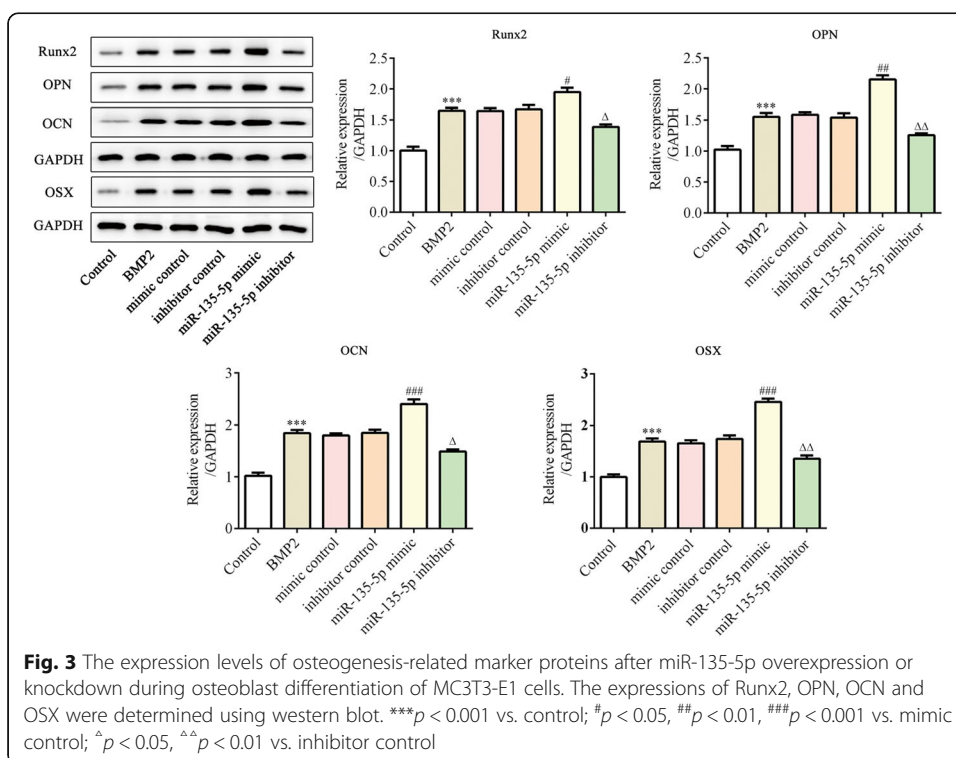 Runx2
OPN
OCN
GAPDH
OSX
GAPDH
Control
BMP2
mimic control
inhibitor control
miR-135-5p mimic
miR-135-5p inhibitor
Runx2
Relative expression
/GAPDH
2.5
2.0
1.5
1.0
0.5
0.0
***
#
Δ
Control
BMP2
mimic control
inhibitor control
miR-135-5p mimic
miR-135-5p inhibitor
OPN
Relative expression
/GAPDH
2.5
2.0
1.5
1.0
0.5
0.0
***
##
ΔΔ
Control
BMP2
mimic control
inhibitor control
miR-135-5p mimic
miR-135-5p inhibitor
OCN
Relative expression
/GAPDH
3
2
1
0
***
###
Δ
Control
BMP2
mimic control
inhibitor control
miR-135-5p mimic
miR-135-5p inhibitor
OSX
Relative expression
/GAPDH
3
2
1
0
***
###
ΔΔ
Control
BMP2
mimic control
inhibitor control
miR-135-5p mimic
miR-135-5p inhibitor
Fig. 3 The expression levels of osteogenesis-related marker proteins after miR-135-5p overexpression or
knockdown during osteoblast differentiation of MC3T3-E1 cells. The expressions of Runx2, OPN, OCN and
OSX were determined using western blot. ***p < 0.001 vs. control; #p < 0.05, ##p < 0.01, ###p < 0.001 vs. mimic
control; Δp < 0.05, ΔΔp < 0.01 vs. inhibitor control